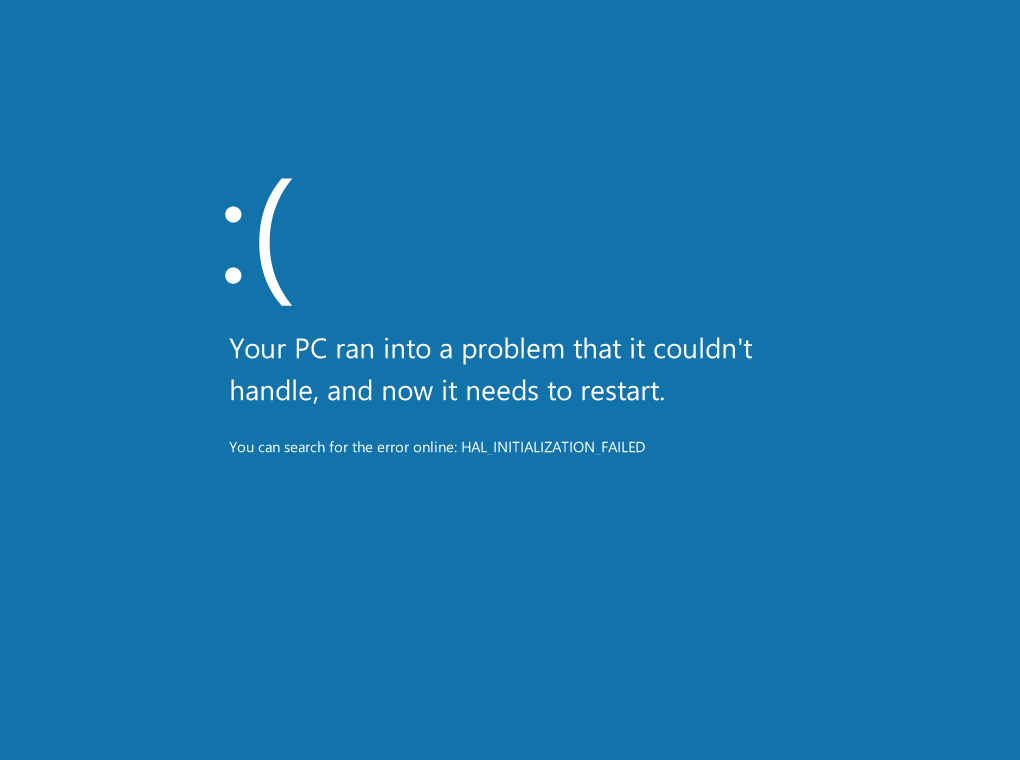 :(
Your PC ran into a problem that it couldn't
handle, and now it needs to restart.
You can search for the error online: HAL_INITIALIZATION_FAILED